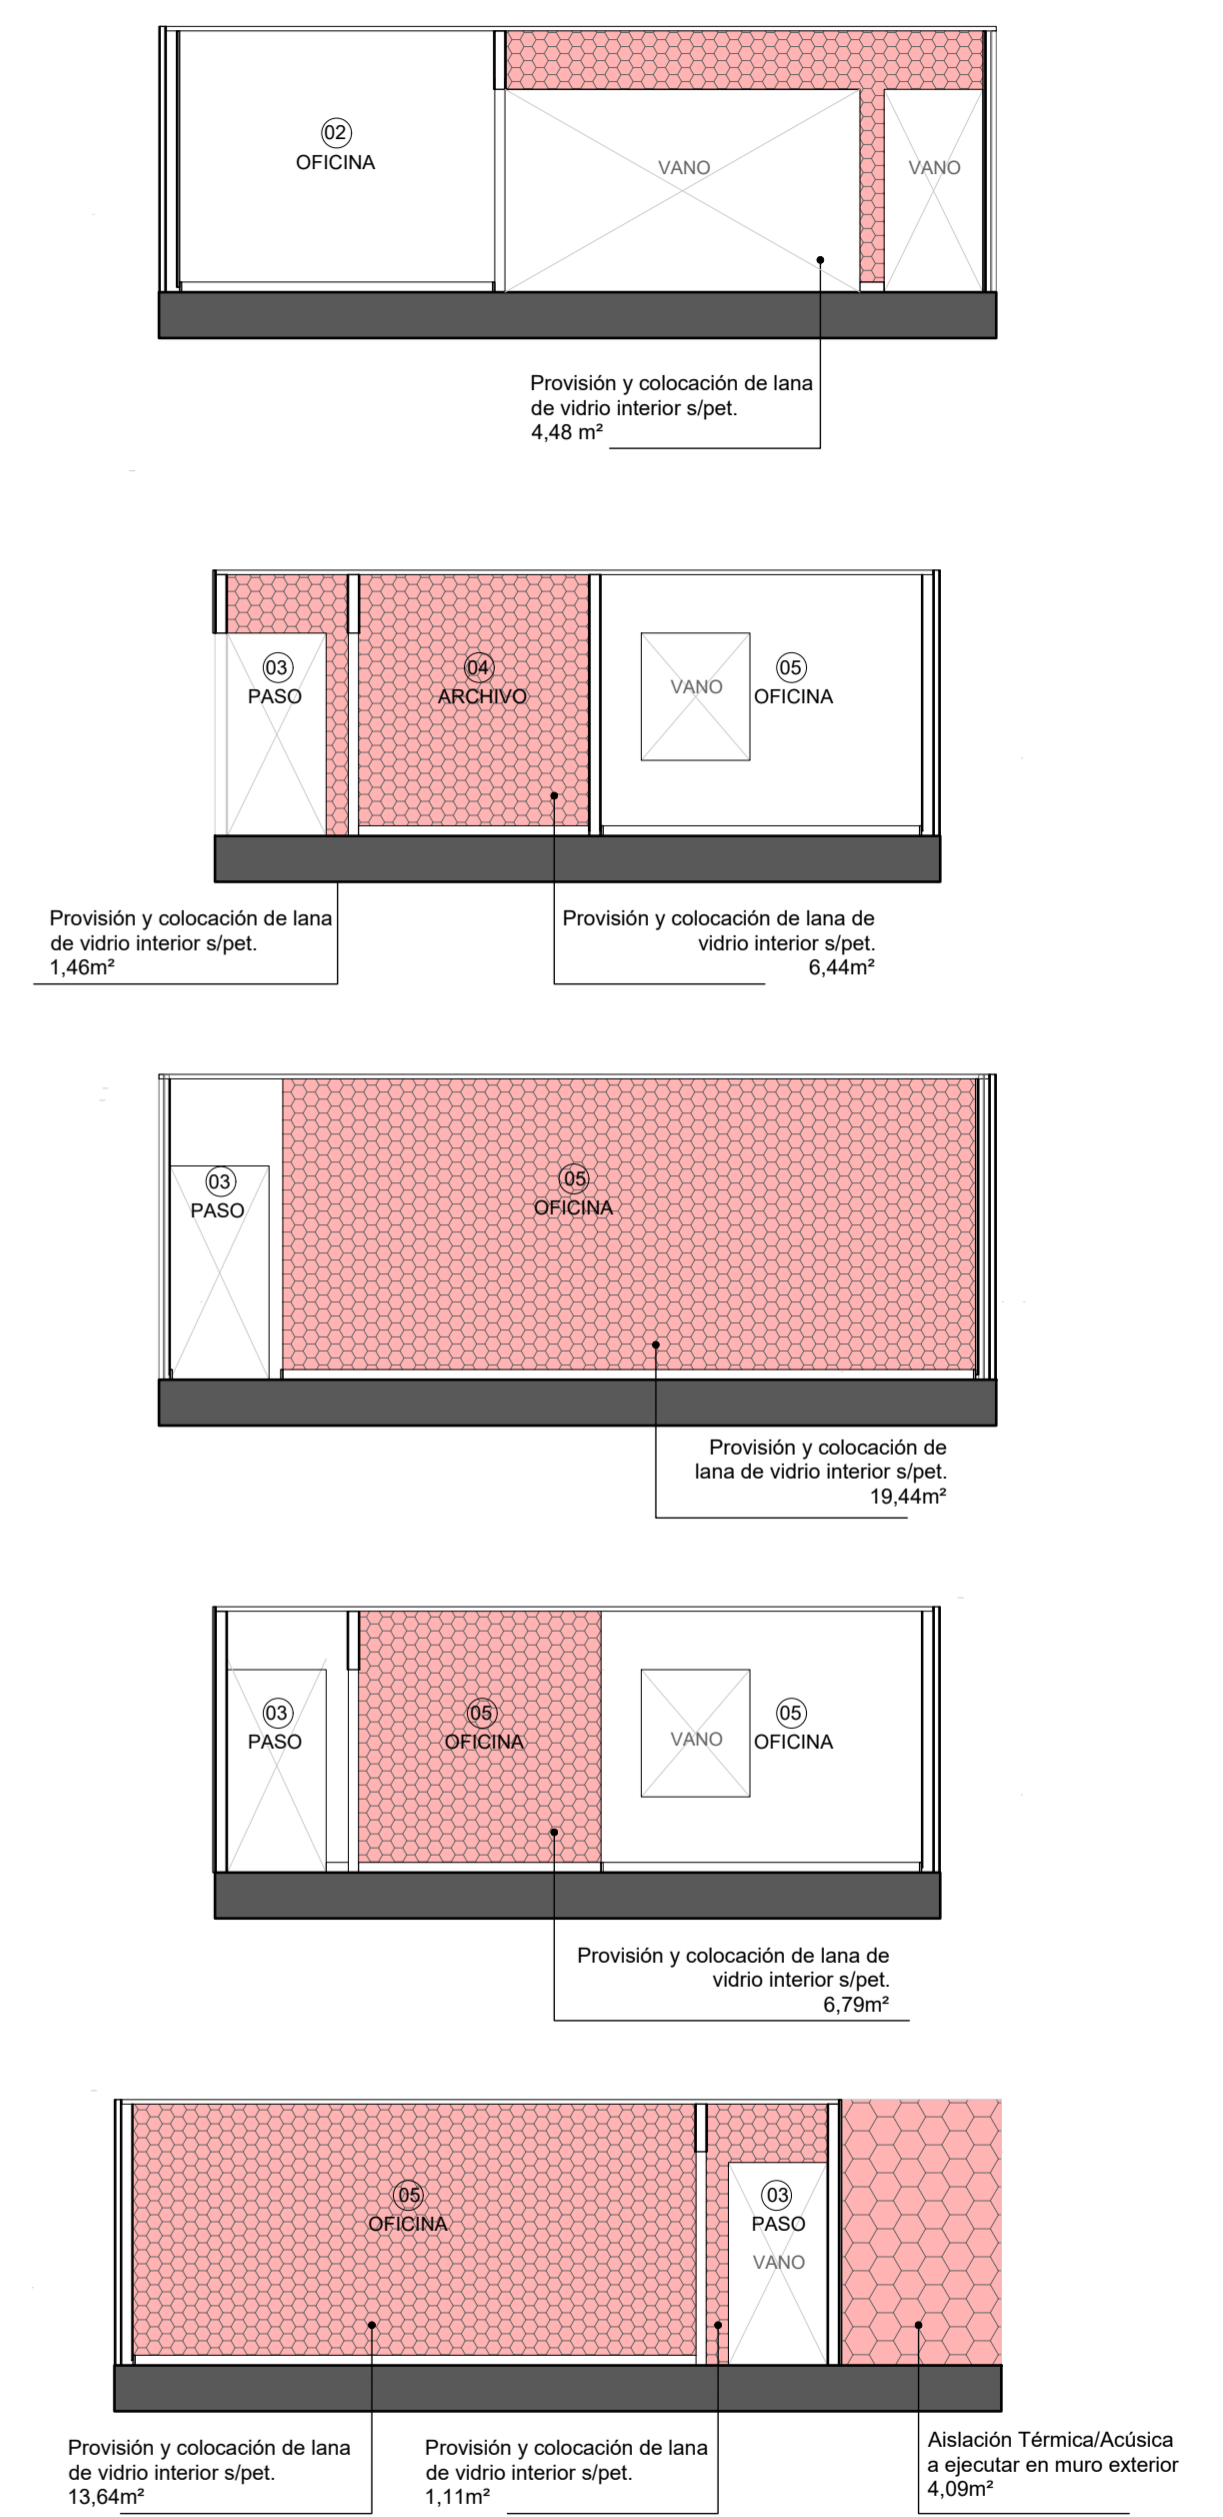 02
OFICINA
VANO
VANO
Provisión y colocación de lana
de vidrio interior s/pet.
4,48 m²
03
PASO
04
ARCHIVO
VANO
05
OFICINA
Provisión y colocación de lana
de vidrio interior s/pet.
1,46m²
Provisión y colocación de lana de
vidrio interior s/pet.
6,44m²
03
PASO
05
OFICINA
Provisión y colocación de
lana de vidrio interior s/pet.
19,44m²
03
PASO
05
OFICINA
VANO
05
OFICINA
Provisión y colocación de lana de
vidrio interior s/pet.
6,79m²
05
OFICINA
03
PASO
VANO
Provisión y colocación de lana
de vidrio interior s/pet.
13,64m²
Provisión y colocación de lana
de vidrio interior s/pet.
1,11m²
Aislación Térmica/Acúsica
a ejecutar en muro exterior
4,09m²